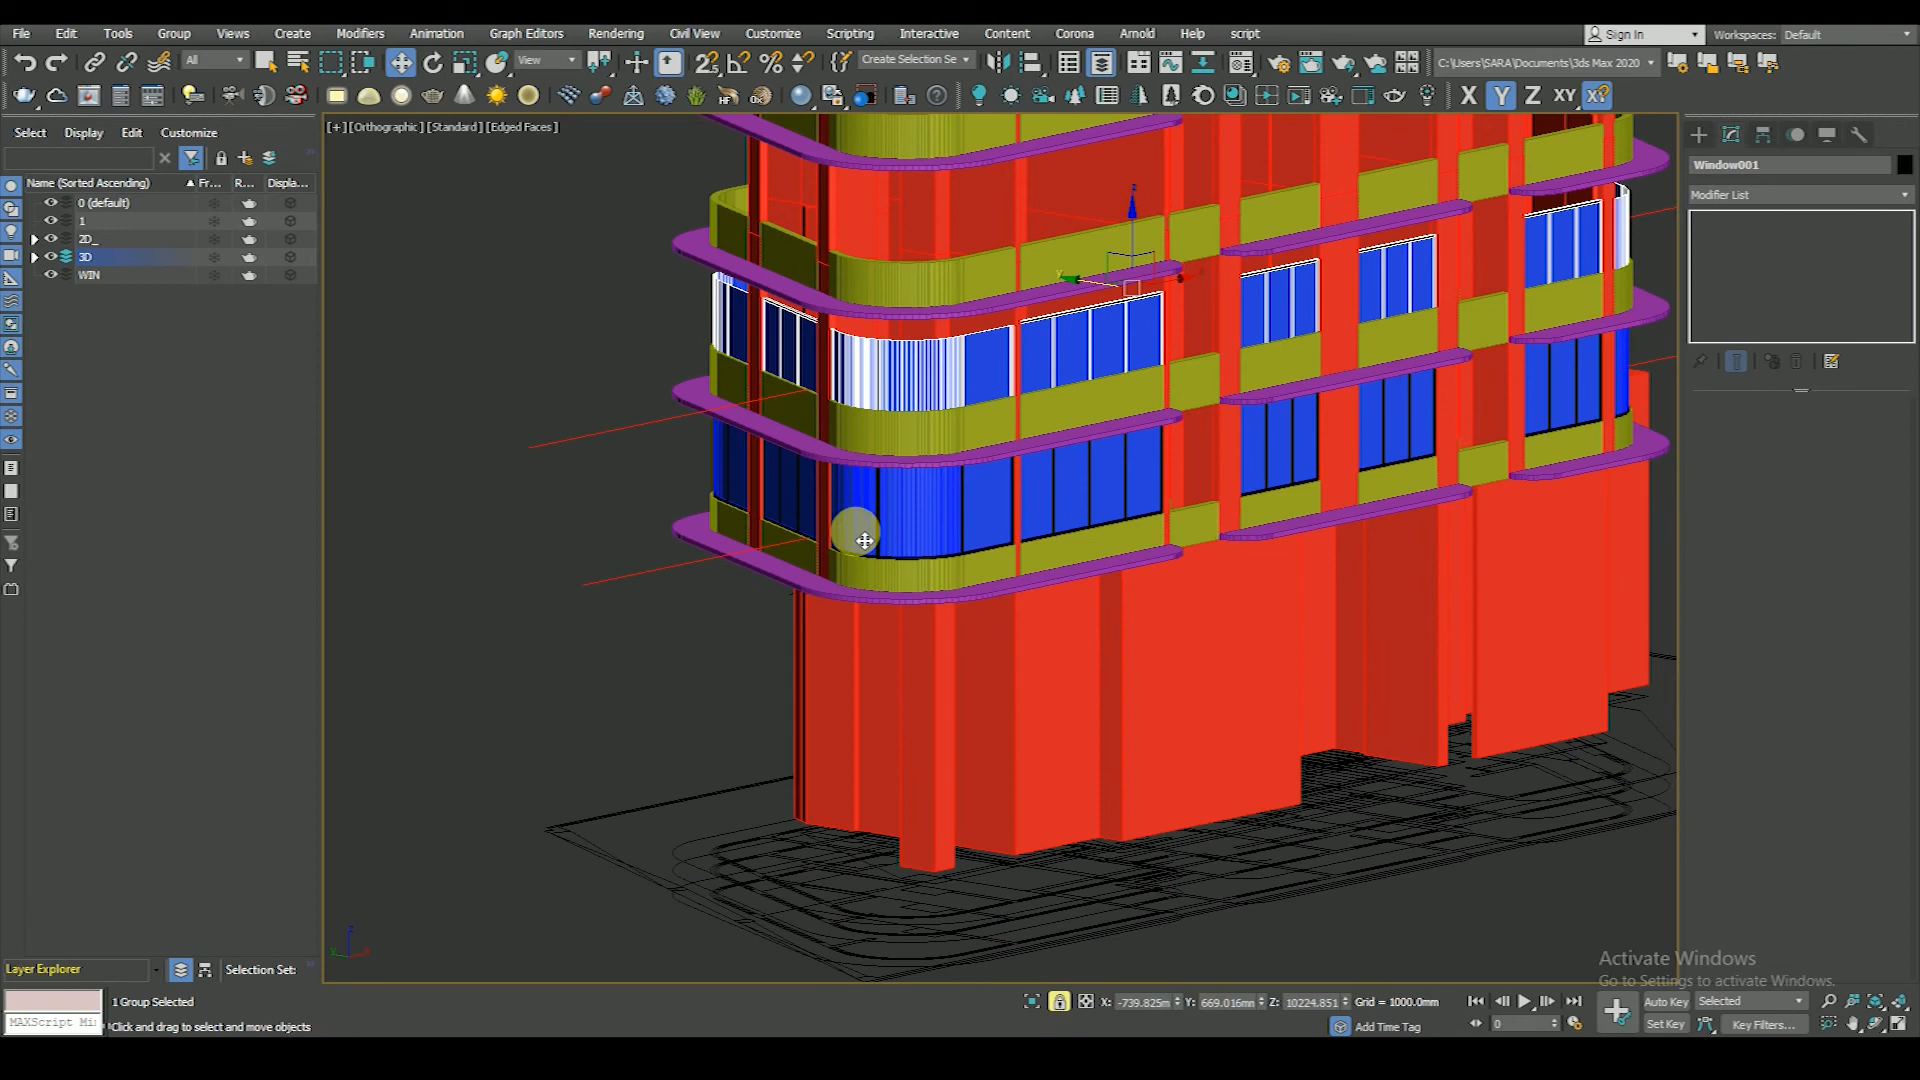 File Edit Tools Group Views Create Modifiers Animation Graph Editors Rendering Civil View Customize Scripting Interactive Content Corona Arnold Help script Sign In Workspaces: Default
All View Create Selection Se C:\Users\SARA\Documents\3ds Max 2020
X Y Z XY XY
Select Display Edit Customize
[+] [Orthographic] [Standard] [Edged Faces]
Window001
Name (Sorted Ascending) Fr... R... Displa...
Modifier List
0 (default)
1
2D_
3D
WIN
z
y
Activate Windows
Go to Settings to activate Windows.
Layer Explorer Selection Set:
1 Group Selected
X: -739.825m Y: 669.016mm Z: 10224.851 Grid = 1000.0mm
Auto Key Selected
MAXScript Mi
Click and drag to select and move objects
Add Time Tag
0
Set Key Key Filters...